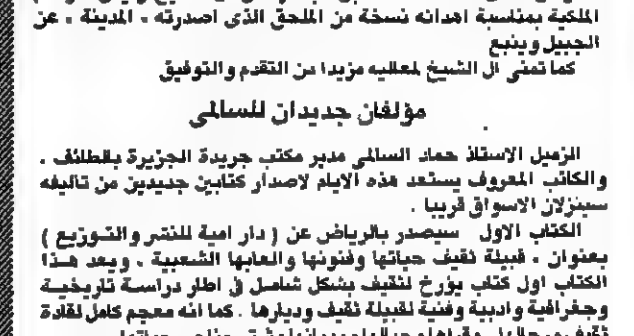 الملكية بمناسبة اهدائه نسخة من الملحق الذى اصدرته « المدينة » عن
الجبيل وينبع
كما تمنى ال الشيخ لمعاليه مزيدا من التقدم والتوفيق
مؤلفان جديدان للسالمى
الزميل الاستاذ حماد السالمى مدير مكتب جريدة الجزيرة بالطائف .
والكاتب المعروف يستعد هذه الايام لاصدار كتابين جديدين من تأليفه
سينزلان الاسواق قريبا .
الكتاب الاول سيصدر بالرياض عن ( دار امية للنشر والتوزيع )
بعنوان . قبيلة ثقيف حياتها وفنونها والعابها الشعبية . ويعد هذا
الكتاب اول كتاب يؤرخ لثقيف بشكل شامل في اطار دراسة تاريخية
وجغرافية وادبية وفنية لقبيلة ثقيف وديارها . كما انه معجم كامل لقادة